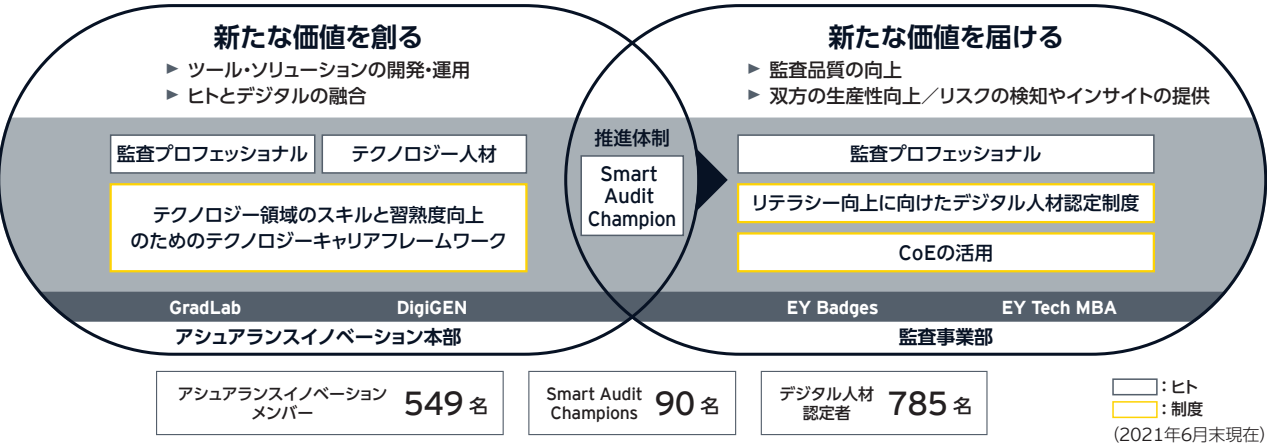 新たな価値を創る
► ツール・ソリューションの開発・運用
► ヒトとデジタルの融合
監査プロフェッショナル
テクノロジー人材
テクノロジー領域のスキルと習熟度向上
のためのテクノロジーキャリアフレームワーク
GradLab
DigiGEN
アシュアランスイノベーション本部
推進体制
Smart
Audit
Champion
新たな価値を届ける
► 監査品質の向上
► 双方の生産性向上／リスクの検知やインサイトの提供
監査プロフェッショナル
リテラシー向上に向けたデジタル人材認定制度
CoEの活用
EY Badges
EY Tech MBA
監査事業部
アシュアランスイノベーション
メンバー
549 名
Smart Audit
Champions
90 名
デジタル人材
認定者
785 名
：ヒト
：制度
(2021年6月末現在)